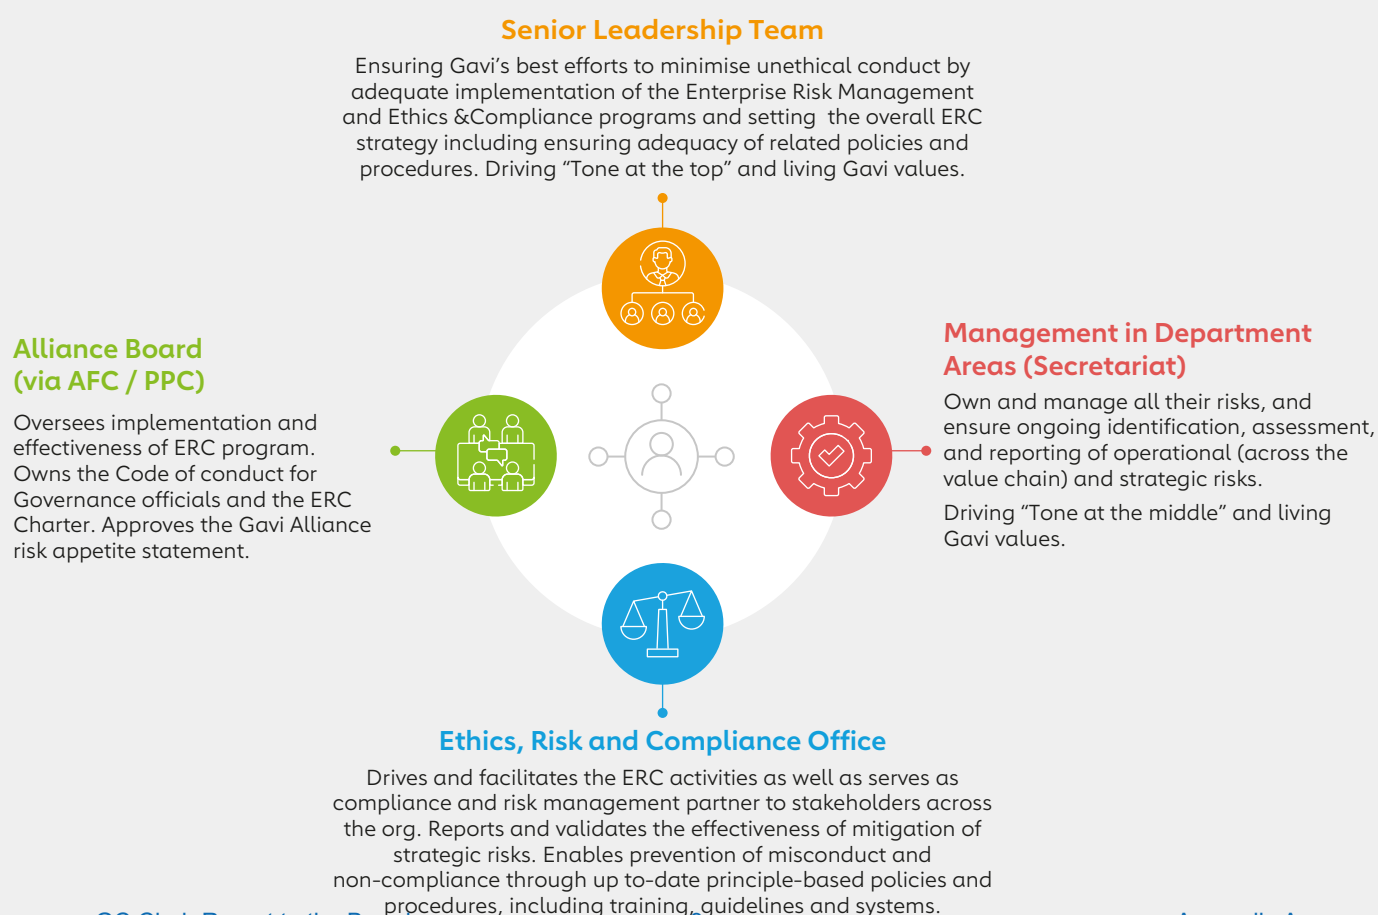 Senior Leadership Team
Ensuring Gavi’s best efforts to minimise unethical conduct by
adequate implementation of the Enterprise Risk Management
and Ethics &Compliance programs and setting the overall ERC
strategy including ensuring adequacy of related policies and
procedures. Driving “Tone at the top” and living Gavi values.
Alliance Board
(via AFC / PPC)
Oversees implementation and
effectiveness of ERC program.
Owns the Code of conduct for
Governance officials and the ERC
Charter. Approves the Gavi Alliance
risk appetite statement.
Management in Department
Areas (Secretariat)
Own and manage all their risks, and
ensure ongoing identification, assessment,
and reporting of operational (across the
value chain) and strategic risks.
Driving “Tone at the middle” and living
Gavi values.
Ethics, Risk and Compliance Office
Drives and facilitates the ERC activities as well as serves as
compliance and risk management partner to stakeholders across
the org. Reports and validates the effectiveness of mitigation of
strategic risks. Enables prevention of misconduct and
non-compliance through up to-date principle-based policies and
procedures, including training, guidelines and systems.